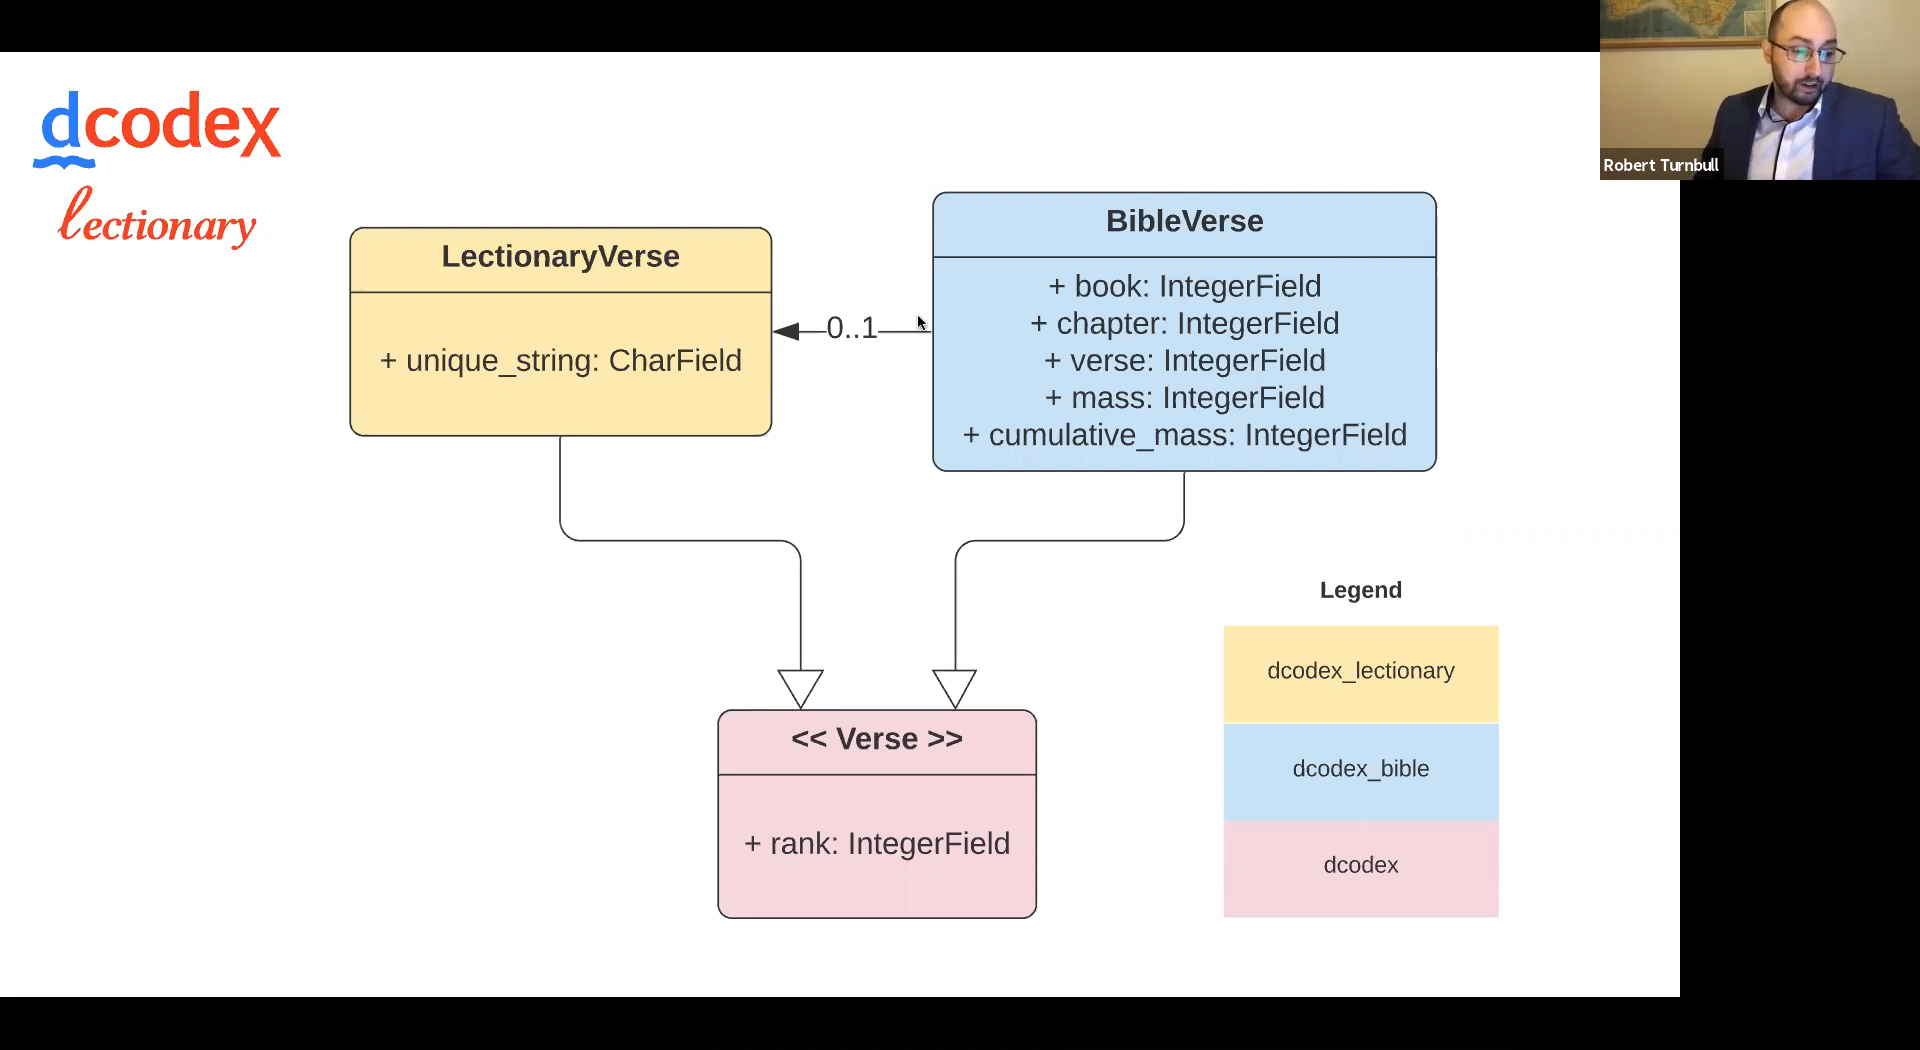 dcodex
lectionary
Robert Turnbull
LectionaryVerse
+ unique_string: CharField
0..1
BibleVerse
+ book: IntegerField
+ chapter: IntegerField
+ verse: IntegerField
+ mass: IntegerField
+ cumulative_mass: IntegerField
<< Verse >>
+ rank: IntegerField
Legend
dcodex_lectionary
dcodex_bible
dcodex